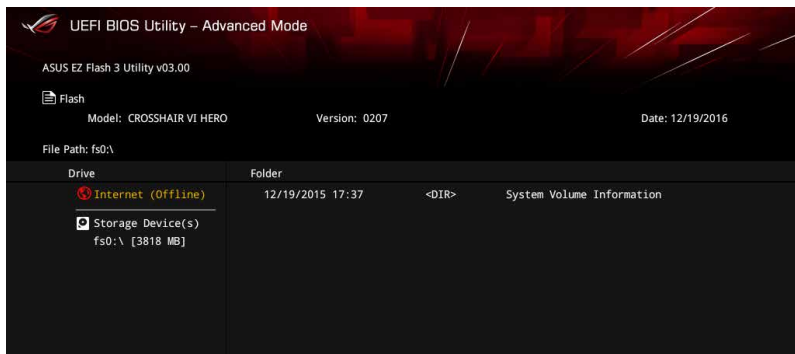 UEFI BIOS Utility – Advanced Mode
ASUS EZ Flash 3 Utility v03.00
Flash
Model: CROSSHAIR VI HERO Version: 0207 Date: 12/19/2016
File Path: fs0:\
Drive Folder
Internet (Offline) 12/19/2015 17:37 <DIR> System Volume Information
Storage Device(s)
fs0:\ [3818 MB]